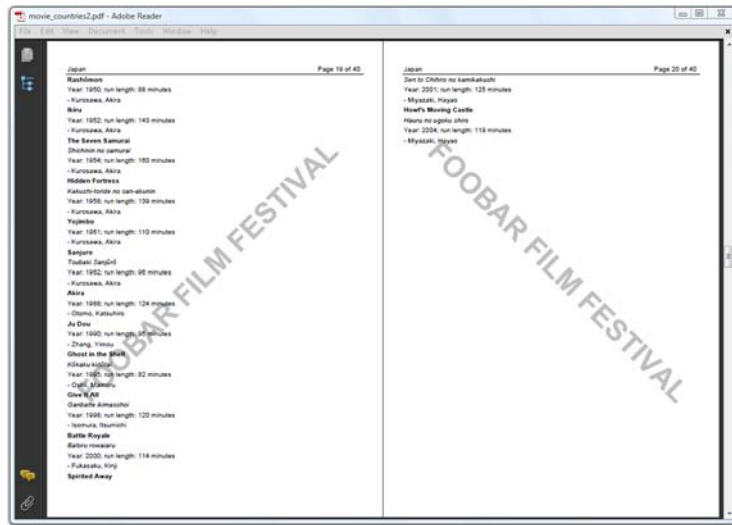 movie_countries2.pdf - Adobe Reader
File Edit View Document Tools Window Help
Japan Page 19 of 40
Rashômon
Year: 1950; run length: 88 minutes
- Kurosawa, Akira
Ikiru
Year: 1952; run length: 143 minutes
- Kurosawa, Akira
The Seven Samurai
Shichinin no samurai
Year: 1954; run length: 160 minutes
- Kurosawa, Akira
Hidden Fortress
Kakushi-toride no san-akunin
Year: 1958; run length: 139 minutes
- Kurosawa, Akira
Yojimbo
Year: 1961; run length: 110 minutes
- Kurosawa, Akira
Sanjuro
Tsubaki Sanjûrô
Year: 1962; run length: 96 minutes
- Kurosawa, Akira
Akira
Year: 1988; run length: 124 minutes
- Otomo, Katsuhiro
Ju Dou
Year: 1990; run length: 95 minutes
- Zhang, Yimou
Ghost in the Shell
Kôkaku kidôtai
Year: 1995; run length: 82 minutes
- Oshii, Mamoru
Give It All
Ganbatte Aimasshoi
Year: 1998; run length: 120 minutes
- Isomura, Itsumichi
Battle Royale
Batoru rowaiaru
Year: 2000; run length: 114 minutes
- Fukasaku, Kinji
Spirited Away
FOOBAR FILM FESTIVAL
Japan Page 20 of 40
Sen to Chihiro no kamikakushi
Year: 2001; run length: 125 minutes
- Miyazaki, Hayao
Howl's Moving Castle
Hauru no ugoku shiro
Year: 2004; run length: 119 minutes
- Miyazaki, Hayao
FOOBAR FILM FESTIVAL